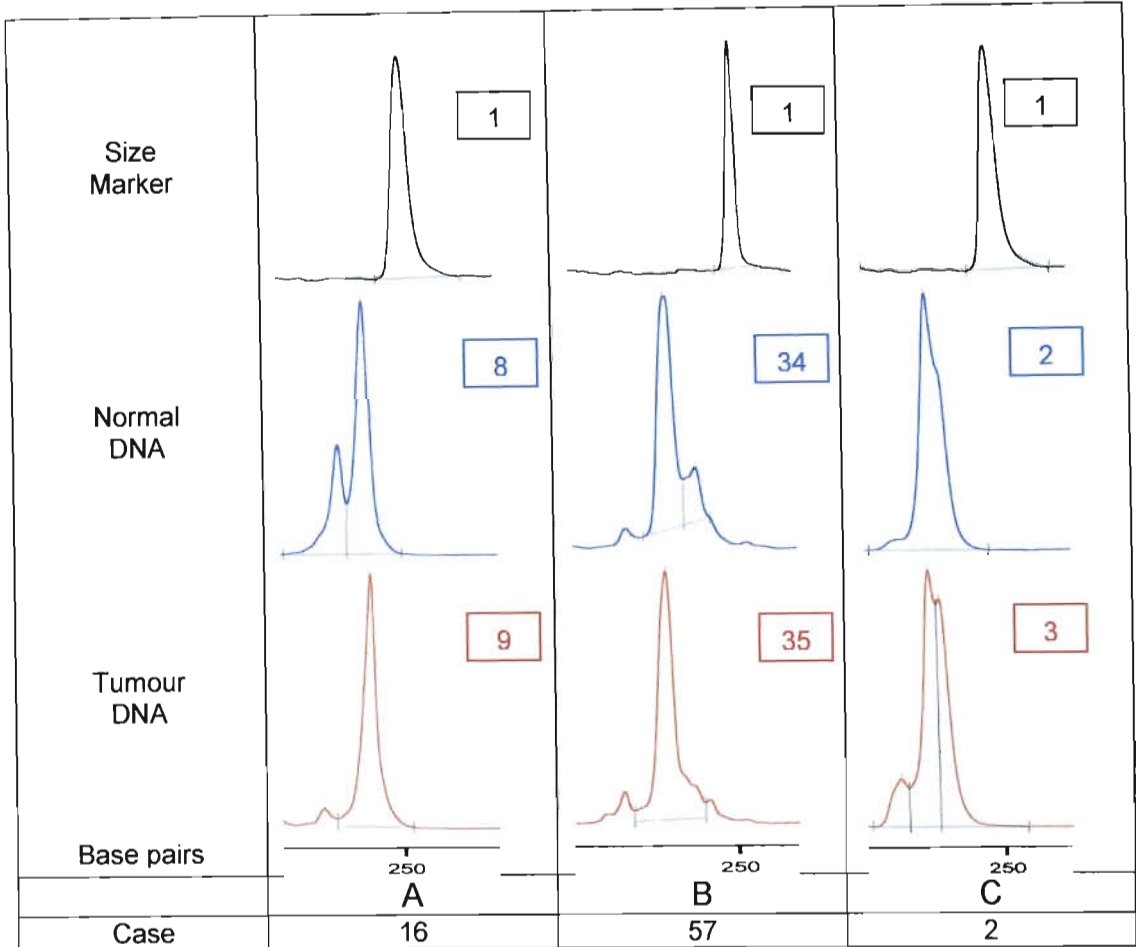 Size
Marker
1
1
1
Normal
DNA
8
34
2
Tumour
DNA
9
35
3
Base pairs
250
250
250
A
B
C
Case
16
57
2